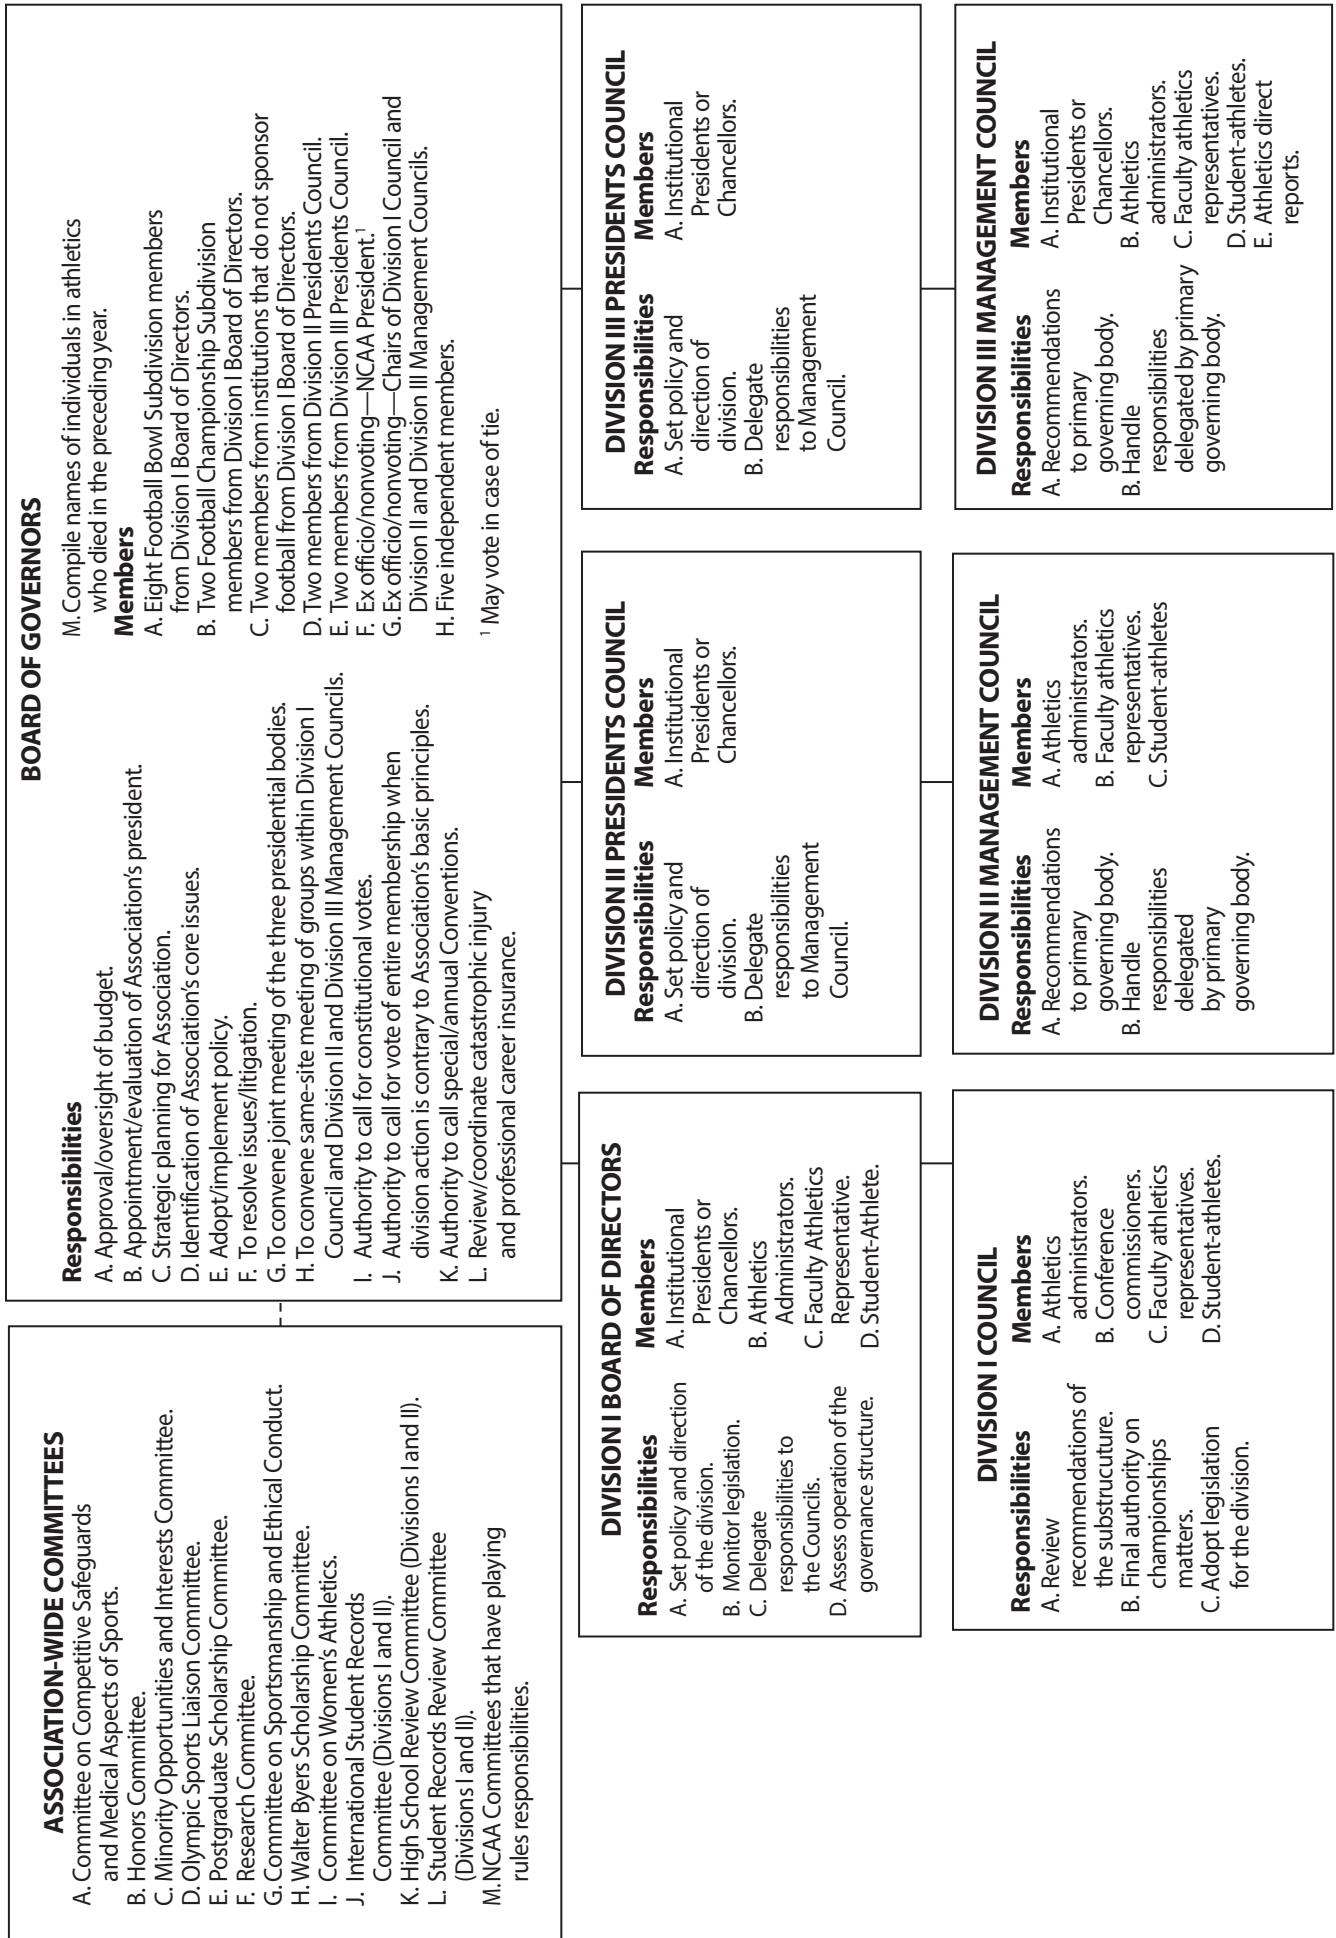 ASSOCIATION-WIDE COMMITTEES
A. Committee on Competitive Safeguards
and Medical Aspects of Sports.
B. Honors Committee.
C. Minority Opportunities and Interests Committee.
D. Olympic Sports Liaison Committee.
E. Postgraduate Scholarship Committee.
F. Research Committee.
G. Committee on Sportsmanship and Ethical Conduct.
H. Walter Byers Scholarship Committee.
I. Committee on Women's Athletics.
J. International Student Records
Committee (Divisions I and II).
K. High School Review Committee (Divisions I and II).
L. Student Records Review Committee
(Divisions I and II).
M. NCAA Committees that have playing
rules responsibilities.
BOARD OF GOVERNORS
Responsibilities
A. Approval/oversight of budget.
B. Appointment/evaluation of Association's president.
C. Strategic planning for Association.
D. Identification of Association's core issues.
E. Adopt/implement policy.
F. To resolve issues/litigation.
G. To convene joint meeting of the three presidential bodies.
H. To convene same-site meeting of groups within Division I
Council and Division II and Division III Management Councils.
I. Authority to call for constitutional votes.
J. Authority to call for vote of entire membership when
division action is contrary to Association's basic principles.
K. Authority to call special/annual Conventions.
L. Review/coordinate catastrophic injury
and professional career insurance.
M. Compile names of individuals in athletics
who died in the preceding year.
Members
A. Eight Football Bowl Subdivision members
from Division I Board of Directors.
B. Two Football Championship Subdivision
members from Division I Board of Directors.
C. Two members from institutions that do not sponsor
football from Division I Board of Directors.
D. Two members from Division II Presidents Council.
E. Two members from Division III Presidents Council.
F. Ex officio/nonvoting—NCAA President.¹
G. Ex officio/nonvoting—Chairs of Division I Council and
Division II and Division III Management Councils.
H. Five independent members.
¹ May vote in case of tie.
DIVISION I BOARD OF DIRECTORS
Responsibilities
A. Set policy and direction
of the division.
B. Monitor legislation.
C. Delegate
responsibilities to
the Councils.
D. Assess operation of the
governance structure.
Members
A. Institutional
Presidents or
Chancellors.
B. Athletics
Administrators.
C. Faculty Athletics
Representative.
D. Student-Athlete.
DIVISION II PRESIDENTS COUNCIL
Responsibilities
A. Set policy and
direction of
division.
B. Delegate
responsibilities
to Management
Council.
Members
A. Institutional
Presidents or
Chancellors.
DIVISION III PRESIDENTS COUNCIL
Responsibilities
A. Set policy and
direction of
division.
B. Delegate
responsibilities
to Management
Council.
Members
A. Institutional
Presidents or
Chancellors.
DIVISION I COUNCIL
Responsibilities
A. Review
recommendations of
the substrucuture.
B. Final authority on
championships
matters.
C. Adopt legislation
for the division.
Members
A. Athletics
administrators.
B. Conference
commissioners.
C. Faculty athletics
representatives.
D. Student-athletes.
DIVISION II MANAGEMENT COUNCIL
Responsibilities
A. Recommendations
to primary
governing body.
B. Handle
responsibilities
delegated
by primary
governing body.
Members
A. Athletics
administrators.
B. Faculty athletics
representatives.
C. Student-athletes
DIVISION III MANAGEMENT COUNCIL
Responsibilities
A. Recommendations
to primary
governing body.
B. Handle
responsibilities
delegated by primary
governing body.
Members
A. Institutional
Presidents or
Chancellors.
B. Athletics
administrators.
C. Faculty athletics
representatives.
D. Student-athletes.
E. Athletics direct
reports.